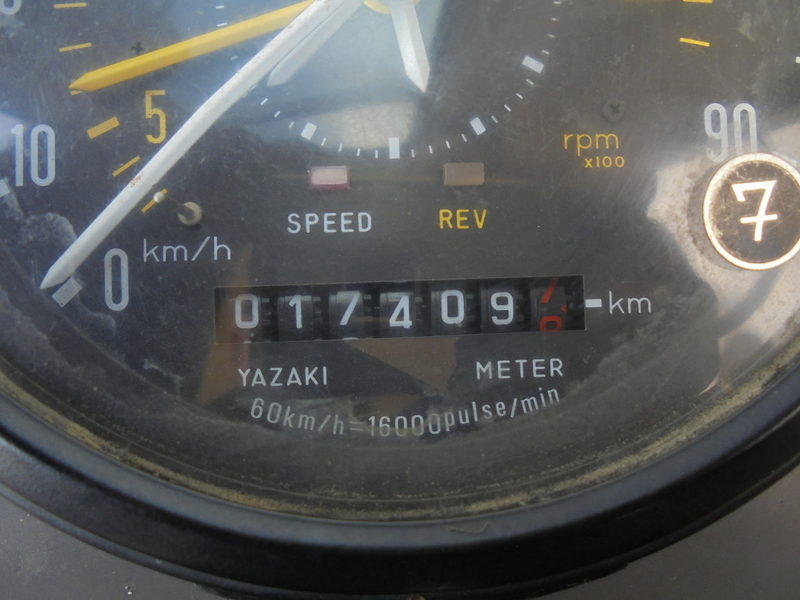 5
10
90
rpm
x100
7
SPEED REV
km/h
0
017409 km
YAZAKI METER
60km/h=16000pulse/min